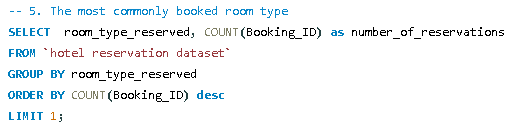 -- 5. The most commonly booked room type
SELECT  room_type_reserved, COUNT(Booking_ID) as number_of_reservations
FROM `hotel reservation dataset`
GROUP BY room_type_reserved
ORDER BY COUNT(Booking_ID) desc
LIMIT 1;